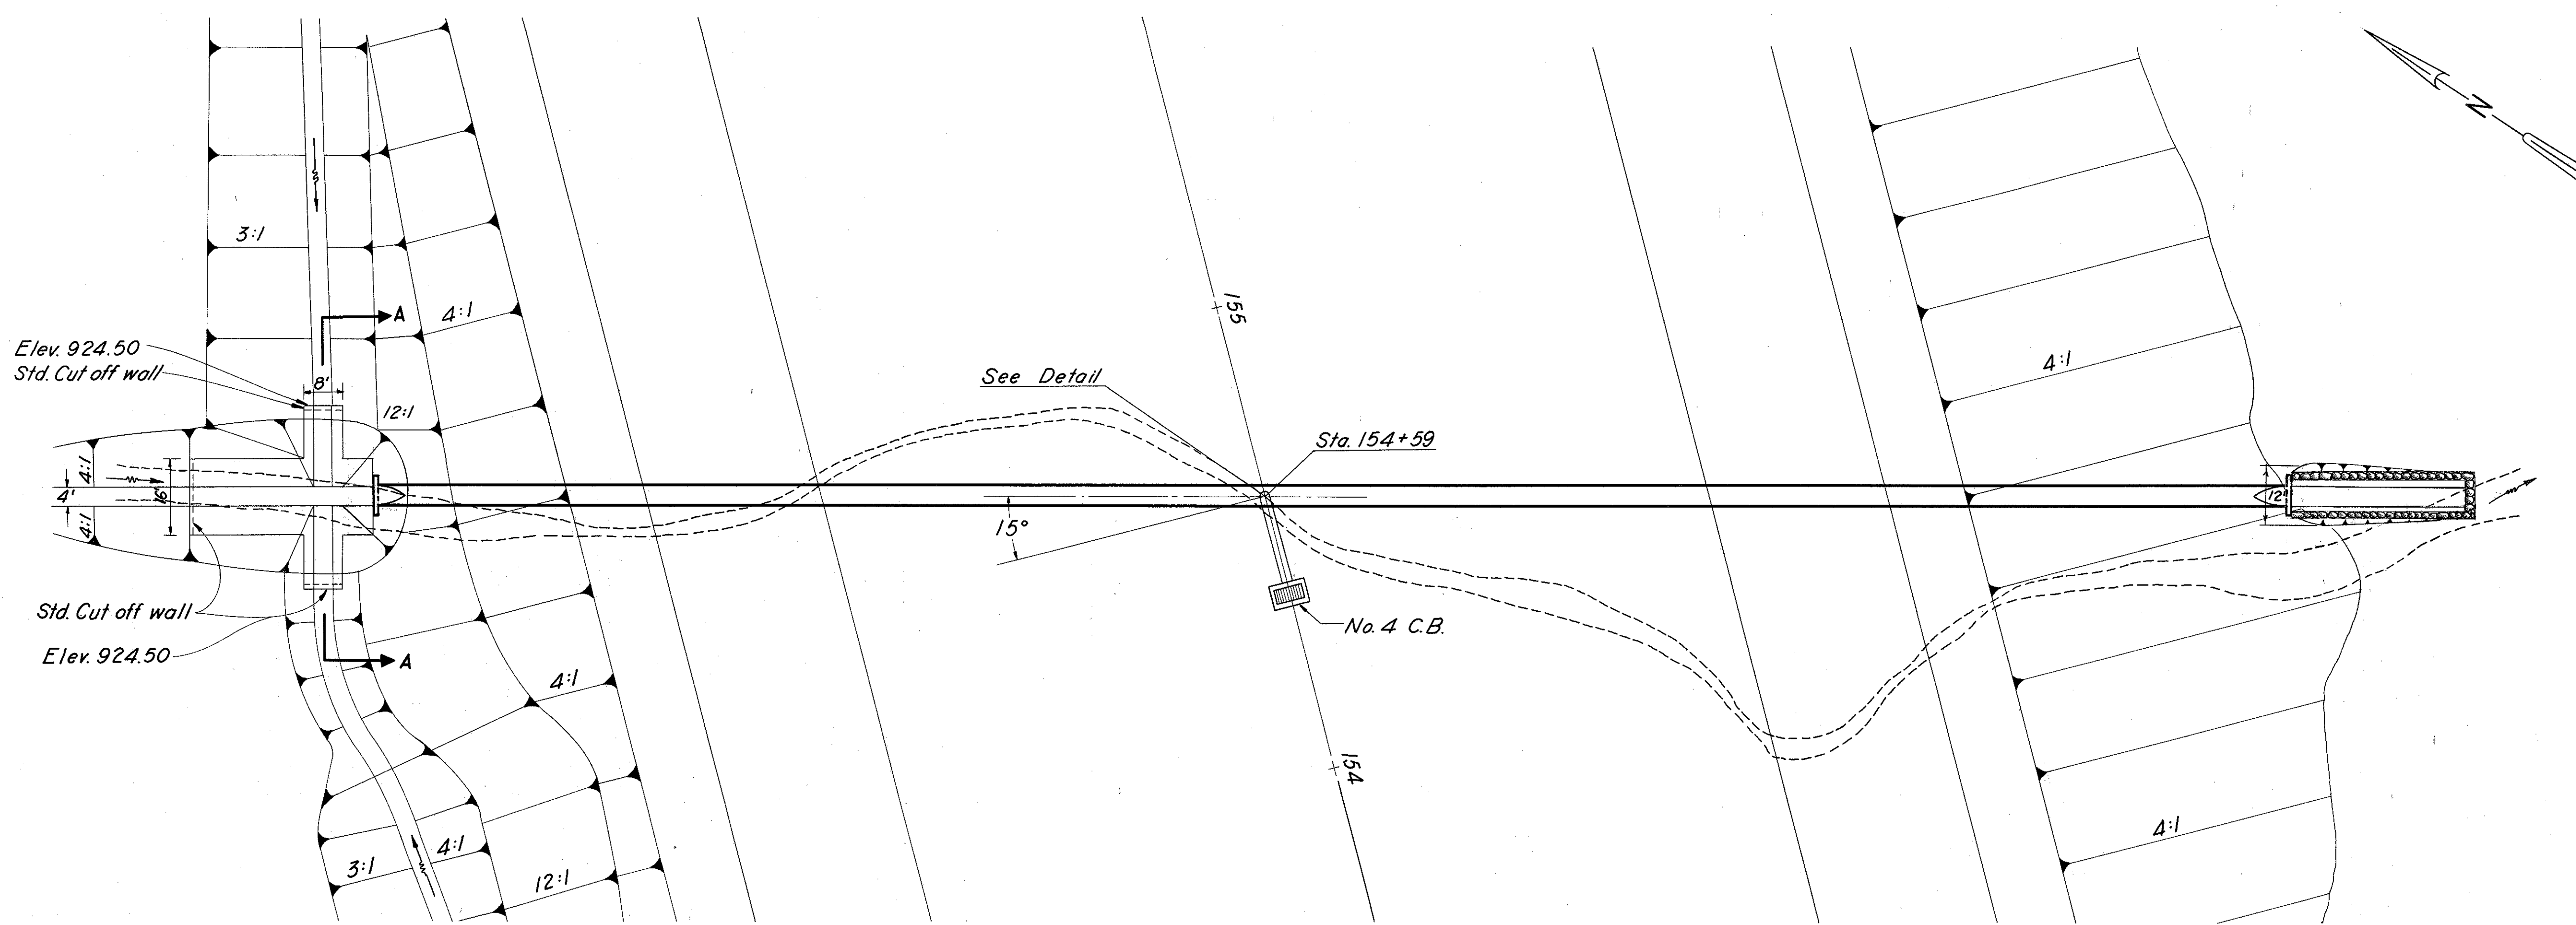 N
3:1
A
4:1
155
Elev. 924.50
Std. Cut off wall
8'
12:1
See Detail
Sta. 154+59
4:1
4:1
4'
16'
4:1
12'
15°
Std. Cut off wall
Elev. 924.50
A
No. 4 C.B.
4:1
154
4:1
3:1
12:1
4:1